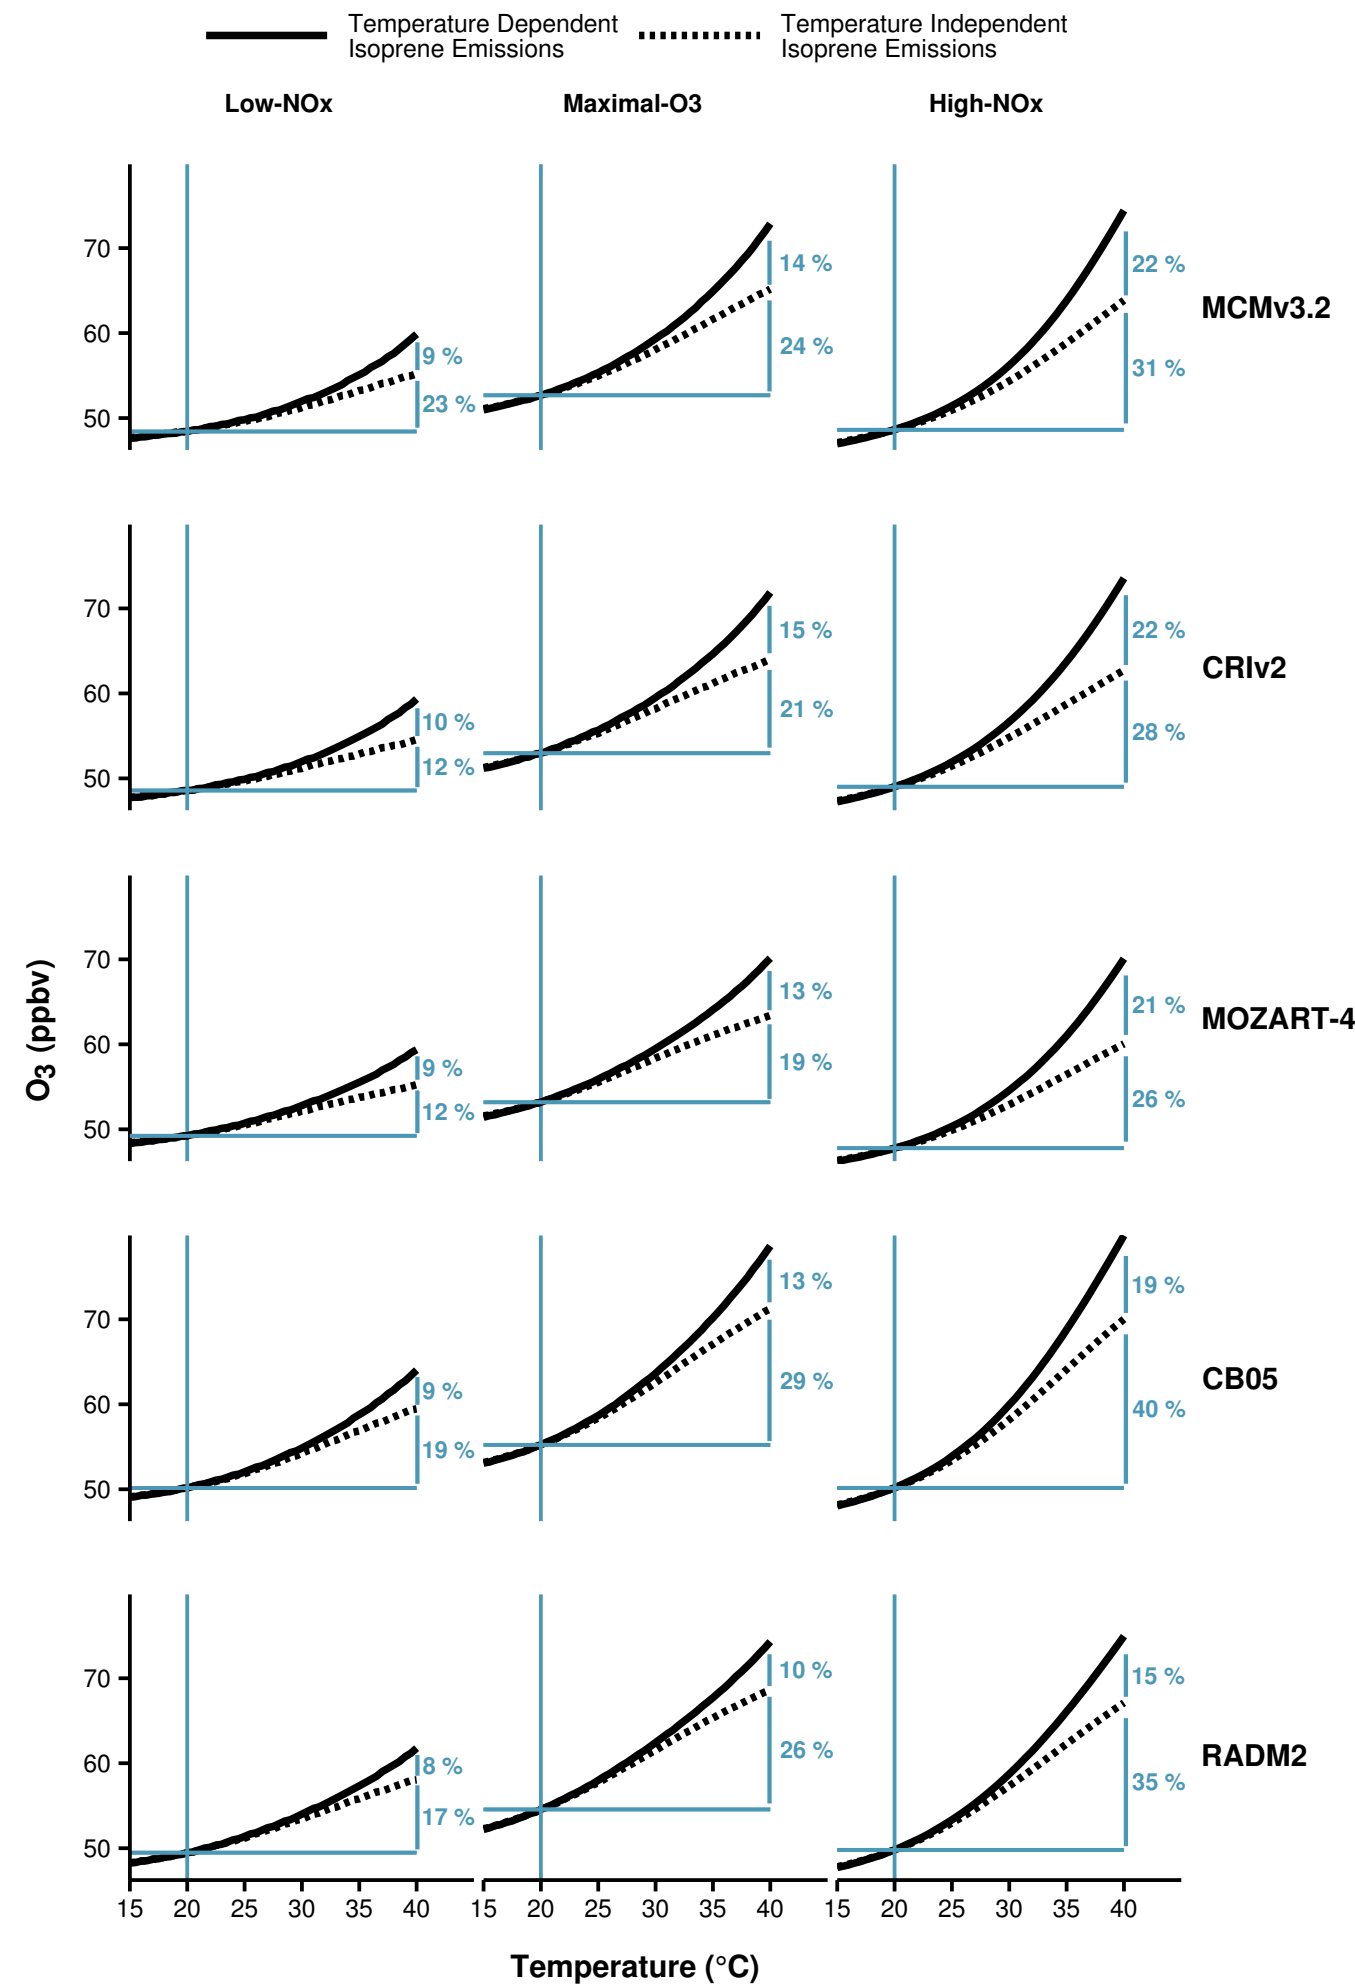 Temperature Dependent
Isoprene Emissions
Temperature Independent
Isoprene Emissions
Low-NOx
Maximal-O3
High-NOx
70
60
50
9 %
23 %
14 %
24 %
22 %
31 %
MCMv3.2
70
60
50
10 %
12 %
15 %
21 %
22 %
28 %
CRIv2
70
60
50
9 %
12 %
13 %
19 %
21 %
26 %
MOZART-4
70
60
50
9 %
19 %
13 %
29 %
19 %
40 %
CB05
70
60
50
8 %
17 %
10 %
26 %
15 %
35 %
RADM2
15 20 25 30 35 40
15 20 25 30 35 40
15 20 25 30 35 40
Temperature (°C)
O3 (ppbv)